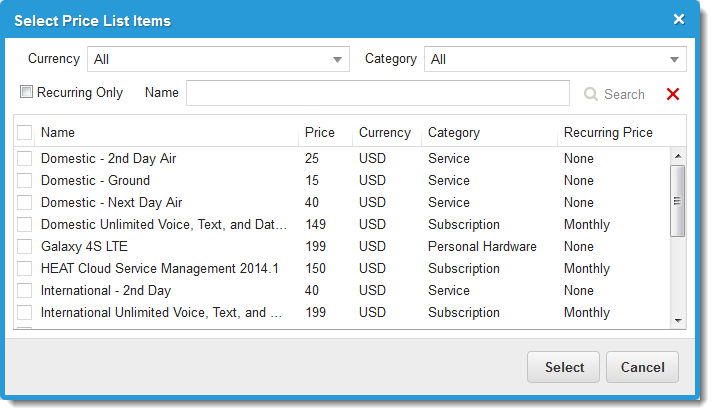 Select Price List Items
Currency All Category All
Recurring Only Name Search
Name Price Currency Category Recurring Price
Domestic - 2nd Day Air 25 USD Service None
Domestic - Ground 15 USD Service None
Domestic - Next Day Air 40 USD Service None
Domestic Unlimited Voice, Text, and Dat... 149 USD Subscription Monthly
Galaxy 4S LTE 199 USD Personal Hardware None
HEAT Cloud Service Management 2014.1 150 USD Subscription Monthly
International - 2nd Day 40 USD Service None
International Unlimited Voice, Text, and ... 199 USD Subscription Monthly
Select Cancel